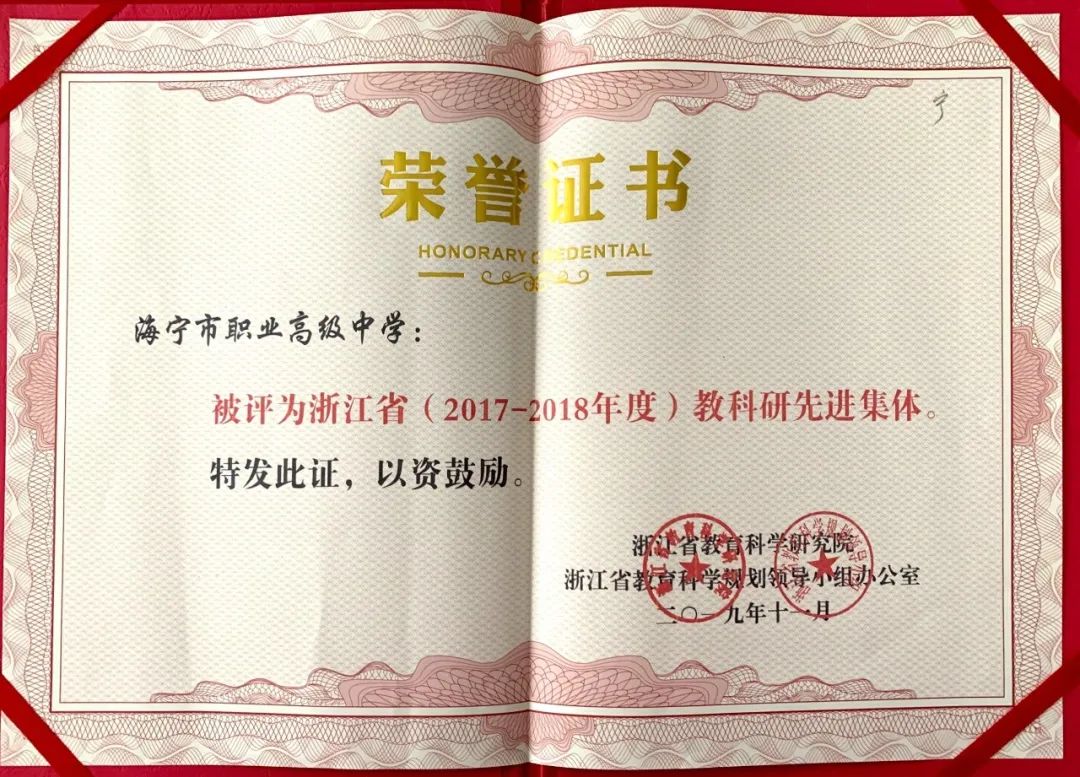 宁
荣誉证书
HONORARY CREDENTIAL
海宁市职业高级中学：
被评为浙江省（2017-2018年度）教科研先进集体。
特发此证，以资鼓励。
浙江省教育科学研究院
浙江省教育科学规划领导小组办公室
二〇一九年十一月